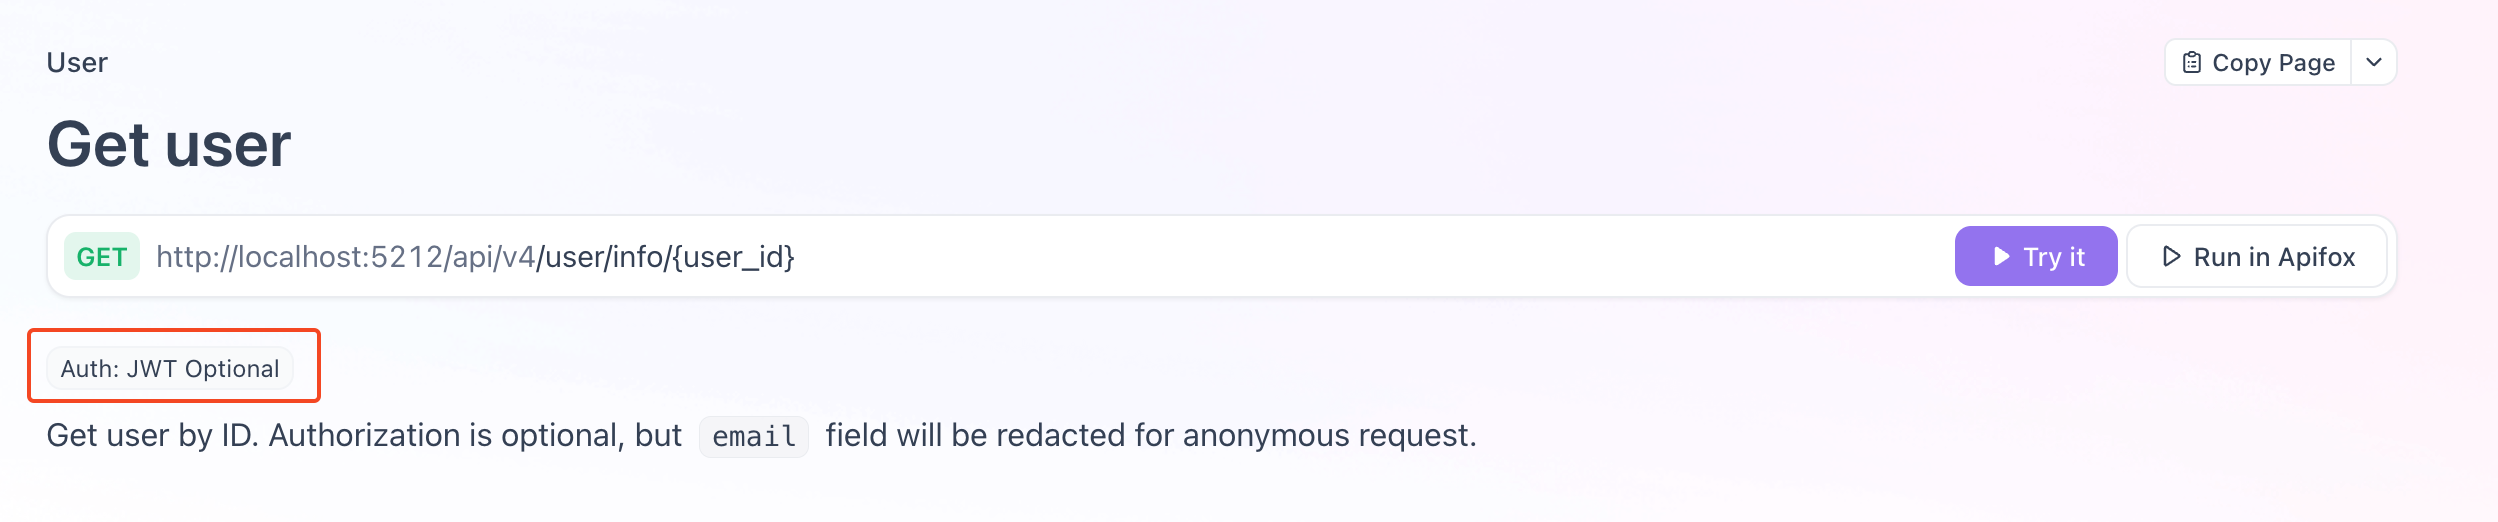 User
Copy Page
Get user
GET http://localhost:5212/api/v4/user/info/{user_id} Try it Run in Apifox
Auth: JWT Optional
Get user by ID. Authorization is optional, but email field will be redacted for anonymous request.